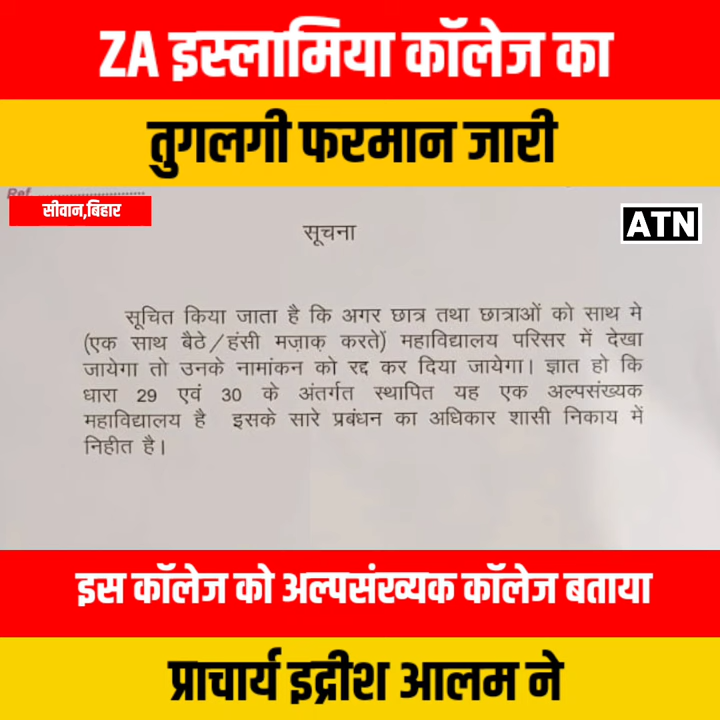 ZA इस्लामिया कॉलेज का
तुगलगी फरमान जारी
Ref
सीवान,बिहार
ATN
सूचना
सूचित किया जाता है कि अगर छात्र तथा छात्राओं को साथ मे
(एक साथ बैठे/हंसी मज़ाक़ करते) महाविद्यालय परिसर में देखा
जायेगा तो उनके नामांकन को रद्द कर दिया जायेगा। ज्ञात हो कि
धारा 29 एवं 30 के अंतर्गत स्थापित यह एक अल्पसंख्यक
महाविद्यालय है इसके सारे प्रबंधन का अधिकार शासी निकाय में
निहीत है।
इस कॉलेज को अल्पसंख्यक कॉलेज बताया
प्राचार्य इद्रीश आलम ने